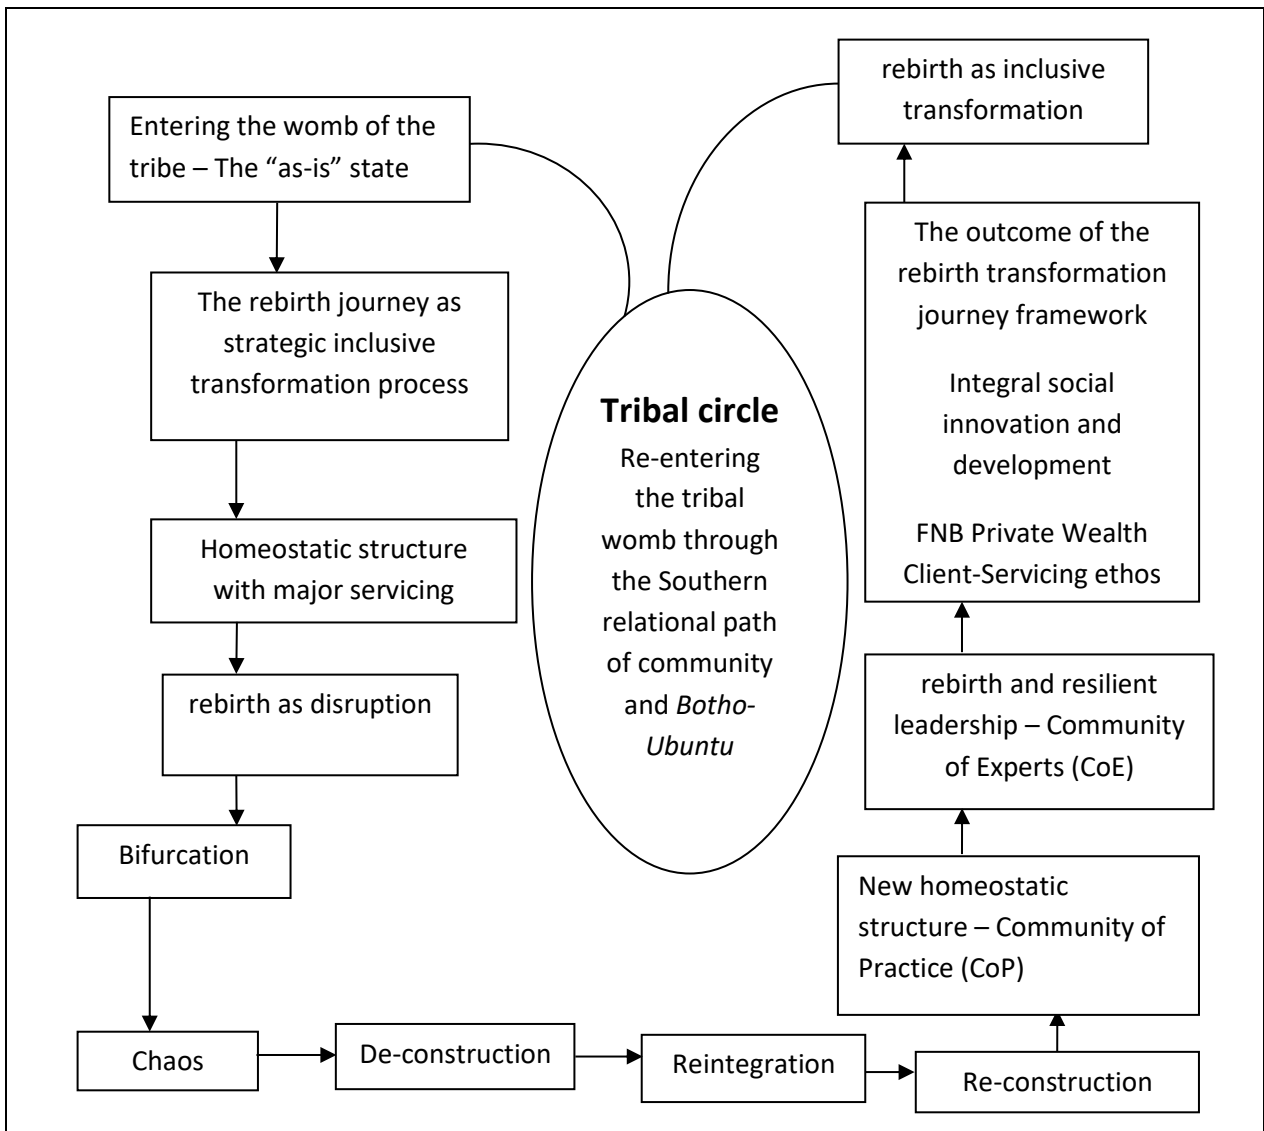 Entering the womb of the
tribe – The “as-is” state
The rebirth journey as
strategic inclusive
transformation process
Homeostatic structure
with major servicing
rebirth as disruption
Bifurcation
Chaos
De-construction
Reintegration
Re-construction
New homeostatic
structure – Community of
Practice (CoP)
rebirth and resilient
leadership – Community
of Experts (CoE)
The outcome of the
rebirth transformation
journey framework
Integral social
innovation and
development
FNB Private Wealth
Client-Servicing ethos
rebirth as inclusive
transformation
Tribal circle
Re-entering
the tribal
womb through
the Southern
relational path
of community
and Botho-
Ubuntu